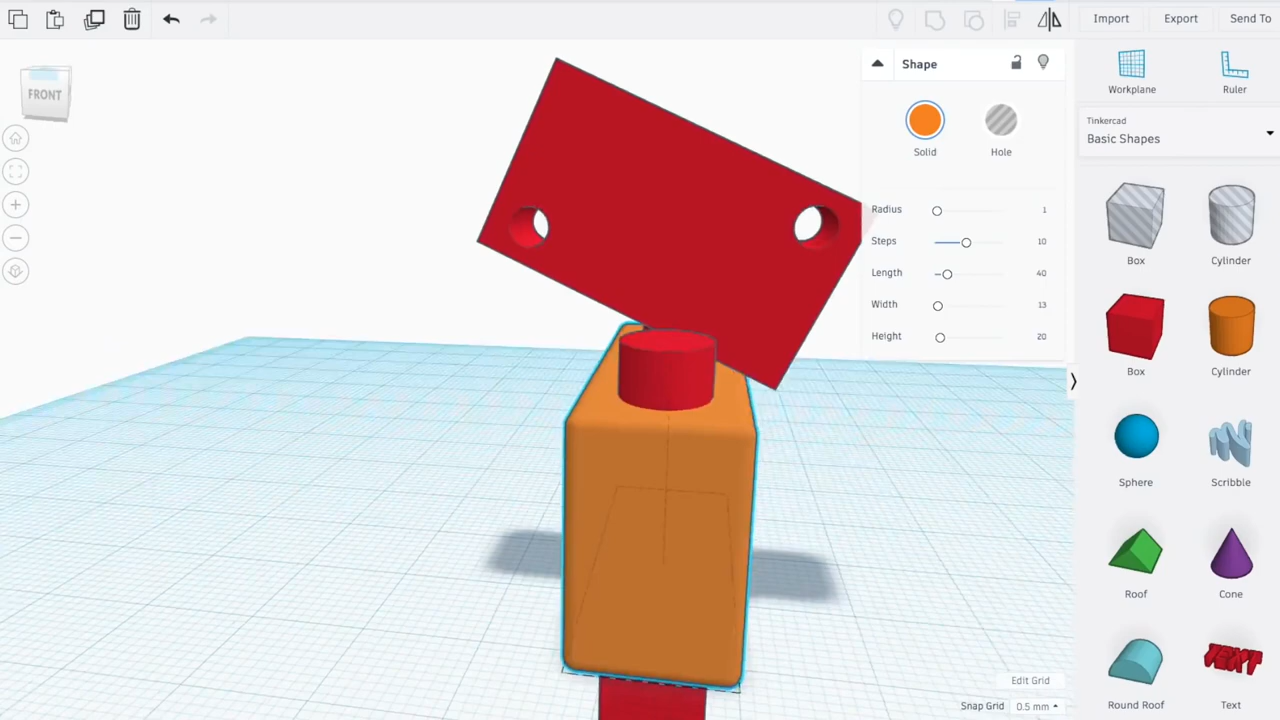 Import Export Send To
FRONT
Shape
Solid Hole
Radius 1
Steps 10
Length 40
Width 13
Height 20
Workplane Ruler
Tinkercad
Basic Shapes
Box Cylinder
Box Cylinder
Sphere Scribble
Roof Cone
Round Roof Text
TEXT
Edit Grid
Snap Grid 0.5 mm